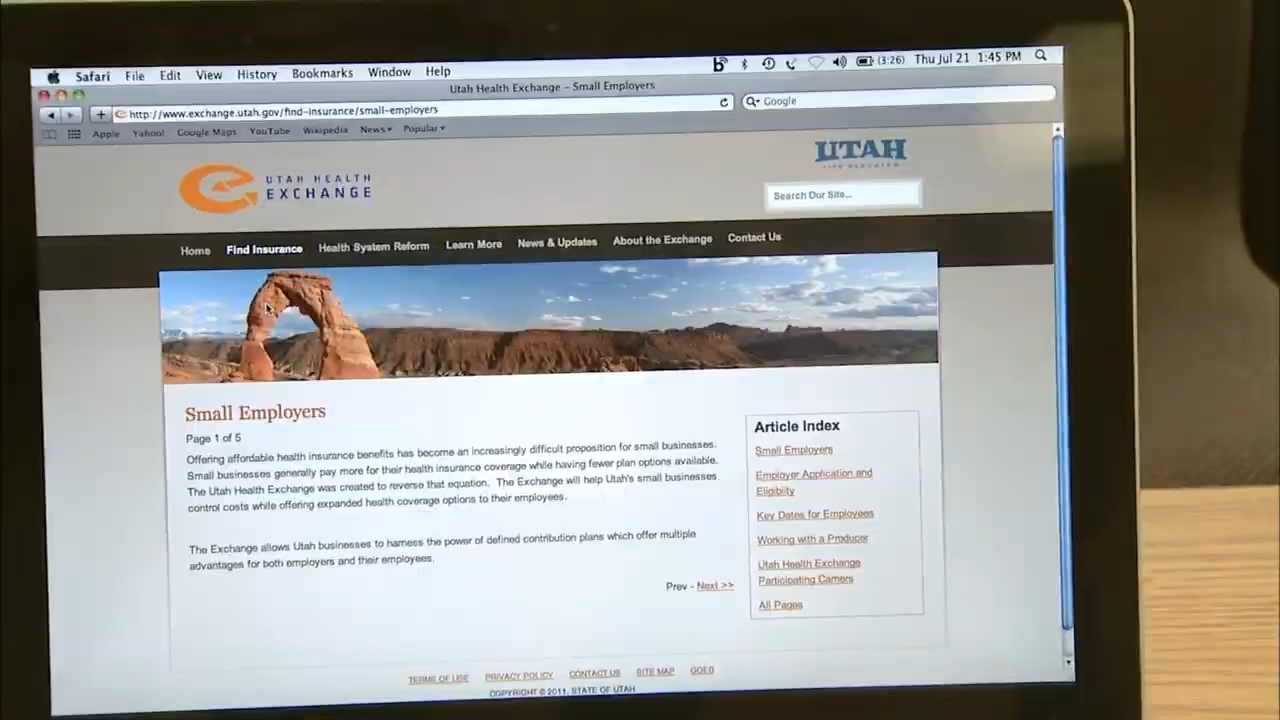 Safari File Edit View History Bookmarks Window Help (3:26) Thu Jul 21 1:45 PM
Utah Health Exchange - Small Employers
http://www.exchange.utah.gov/find-insurance/small-employers Google
Apple Yahoo! Google Maps YouTube Wikipedia News Popular
UTAH HEALTH
EXCHANGE
UTAH
LIFE ELEVATED
Search Our Site...
Home Find Insurance Health System Reform Learn More News & Updates About the Exchange Contact Us
Small Employers
Page 1 of 5
Offering affordable health insurance benefits has become an increasingly difficult proposition for small businesses.
Small businesses generally pay more for their health insurance coverage while having fewer plan options available.
The Utah Health Exchange was created to reverse that equation. The Exchange will help Utah's small businesses
control costs while offering expanded health coverage options to their employees.
The Exchange allows Utah businesses to harness the power of defined contribution plans which offer multiple
advantages for both employers and their employees.
Prev - Next >>
Article Index
Small Employers
Employer Application and
Eligibility
Key Dates for Employees
Working with a Producer
Utah Health Exchange
Participating Carriers
All Pages
TERMS OF USE PRIVACY POLICY CONTACT US SITE MAP GOED
COPYRIGHT © 2011, STATE OF UTAH